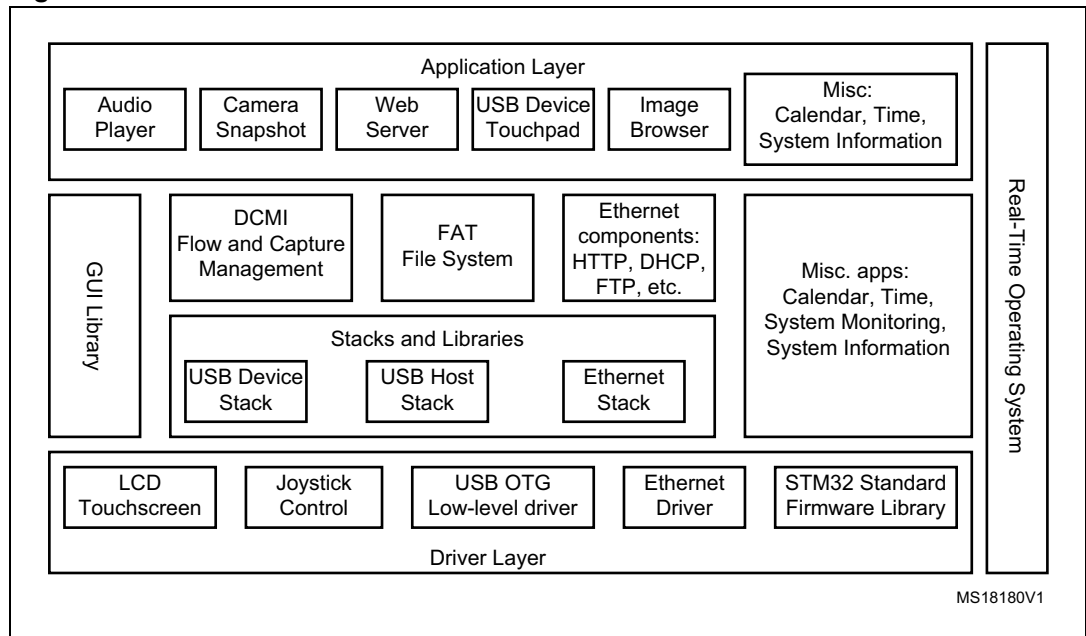 Application Layer
Audio
Player
Camera
Snapshot
Web
Server
USB Device
Touchpad
Image
Browser
Misc:
Calendar, Time,
System Information
GUI Library
DCMI
Flow and Capture
Management
FAT
File System
Ethernet
components:
HTTP, DHCP,
FTP, etc.
Stacks and Libraries
USB Device
Stack
USB Host
Stack
Ethernet
Stack
Misc. apps:
Calendar, Time,
System Monitoring,
System Information
LCD
Touchscreen
Joystick
Control
USB OTG
Low-level driver
Ethernet
Driver
STM32 Standard
Firmware Library
Driver Layer
Real-Time Operating System
MS18180V1